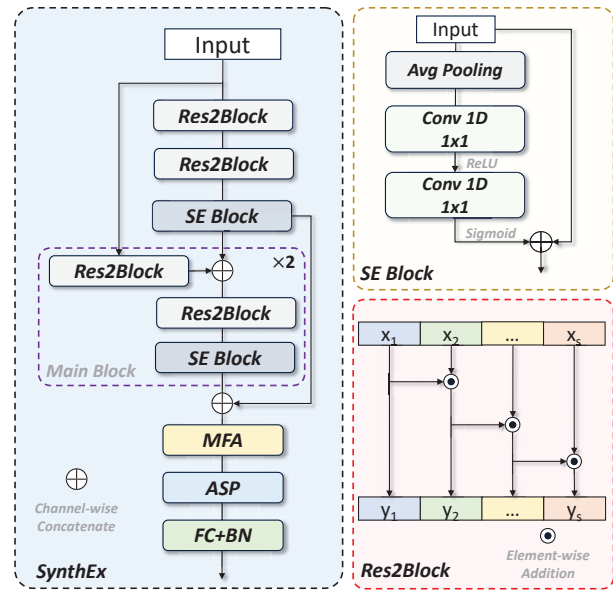 Input
Res2Block
Res2Block
SE Block
Res2Block
×2
Res2Block
SE Block
Main Block
MFA
ASP
FC+BN
Channel-wise
Concatenate
SynthEx
Input
Avg Pooling
Conv 1D
1x1
ReLU
Conv 1D
1x1
Sigmoid
SE Block
x1 x2 ... xs
y1 y2 ... ys
Element-wise
Addition
Res2Block